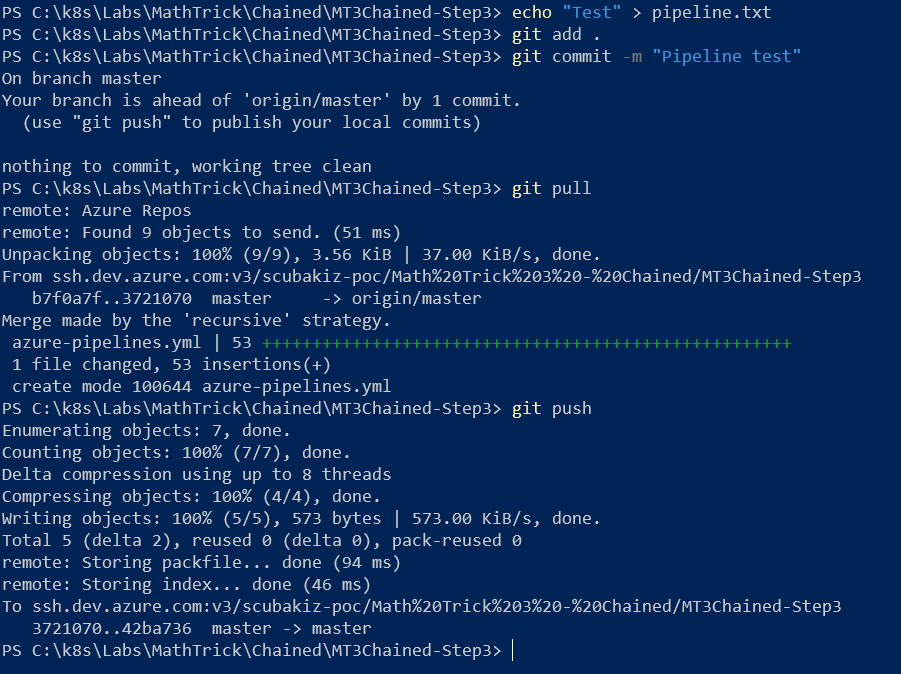 PS C:\k8s\Labs\MathTrick\Chained\MT3Chained-Step3> echo "Test" > pipeline.txt
PS C:\k8s\Labs\MathTrick\Chained\MT3Chained-Step3> git add .
PS C:\k8s\Labs\MathTrick\Chained\MT3Chained-Step3> git commit -m "Pipeline test"
On branch master
Your branch is ahead of 'origin/master' by 1 commit.
  (use "git push" to publish your local commits)

nothing to commit, working tree clean
PS C:\k8s\Labs\MathTrick\Chained\MT3Chained-Step3> git pull
remote: Azure Repos
remote: Found 9 objects to send. (51 ms)
Unpacking objects: 100% (9/9), 3.56 KiB | 37.00 KiB/s, done.
From ssh.dev.azure.com:v3/scubakiz-poc/Math%20Trick%203%20-%20Chained/MT3Chained-Step3
   b7f0a7f..3721070  master     -> origin/master
Merge made by the 'recursive' strategy.
 azure-pipelines.yml | 53 +++++++++++++++++++++++++++++++++++++++++++++++++++++
 1 file changed, 53 insertions(+)
 create mode 100644 azure-pipelines.yml
PS C:\k8s\Labs\MathTrick\Chained\MT3Chained-Step3> git push
Enumerating objects: 7, done.
Counting objects: 100% (7/7), done.
Delta compression using up to 8 threads
Compressing objects: 100% (4/4), done.
Writing objects: 100% (5/5), 573 bytes | 573.00 KiB/s, done.
Total 5 (delta 2), reused 0 (delta 0), pack-reused 0
remote: Storing packfile... done (94 ms)
remote: Storing index... done (46 ms)
To ssh.dev.azure.com:v3/scubakiz-poc/Math%20Trick%203%20-%20Chained/MT3Chained-Step3
   3721070..42ba736  master -> master
PS C:\k8s\Labs\MathTrick\Chained\MT3Chained-Step3>